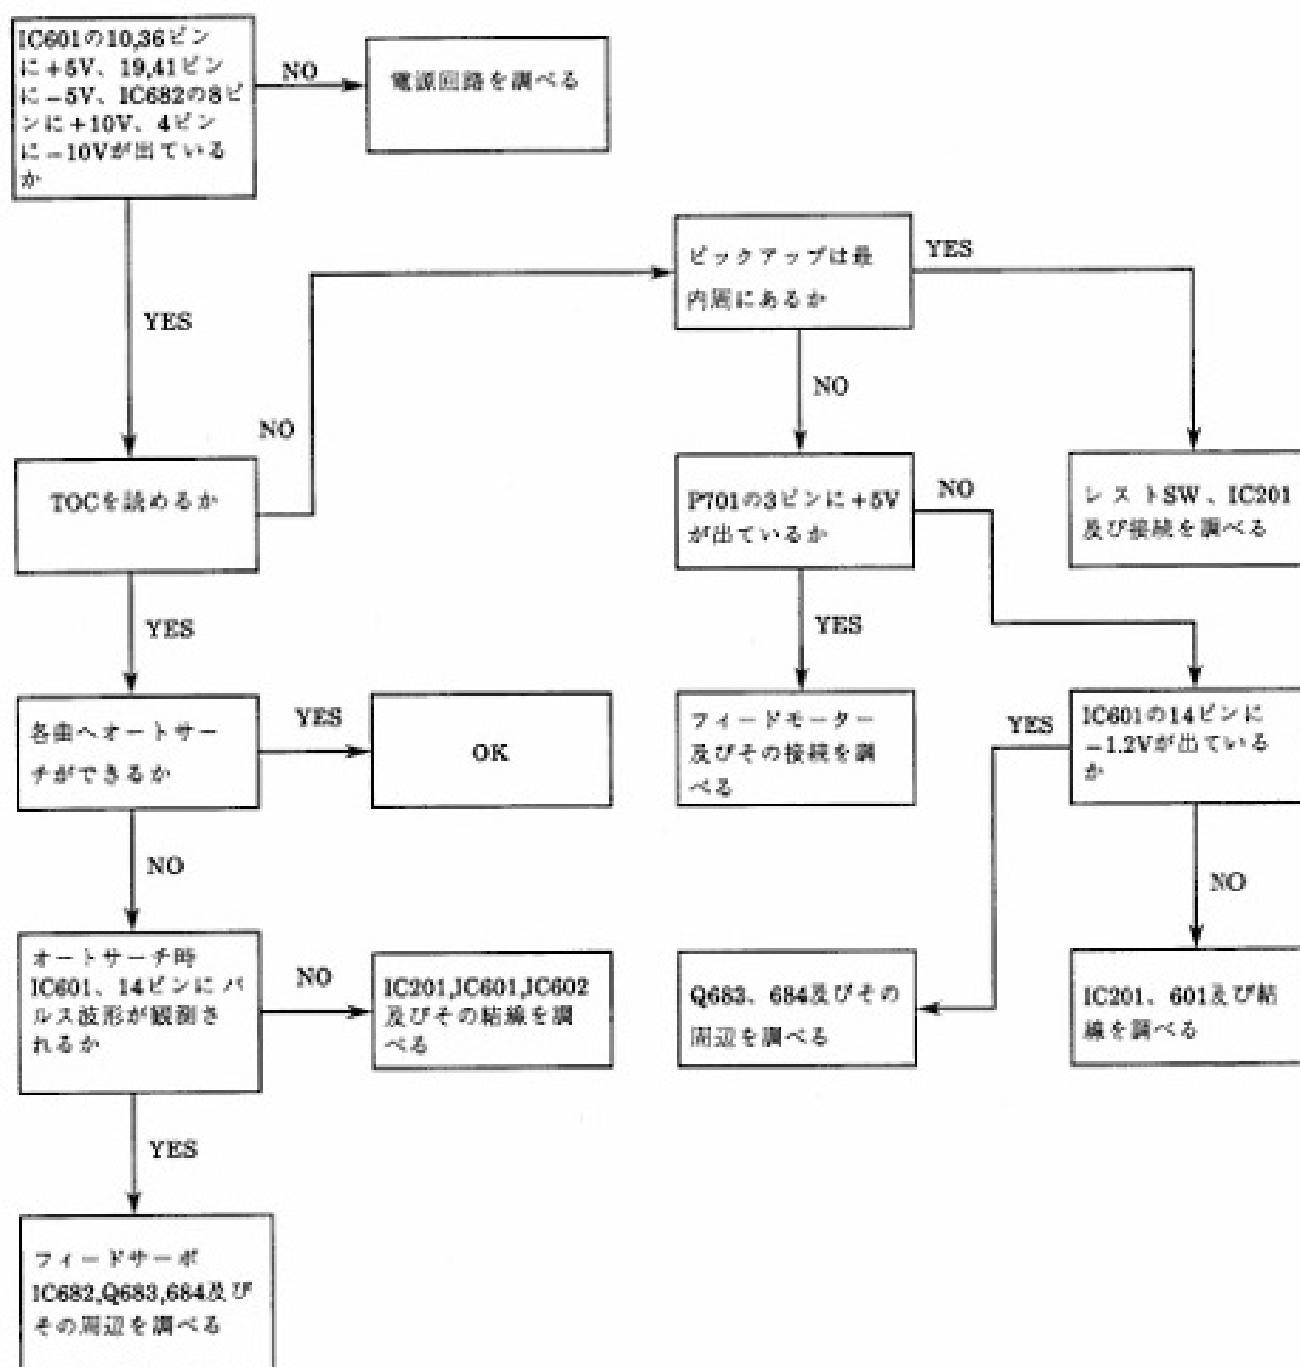 IC601の10,36ピン
に+5V、19,41ピン
に-5V、IC682の8ピ
ンに+10V、4ピン
に-10Vが出ている
か
NO
電源回路を調べる
YES
ピックアップは最
内周にあるか
YES
NO
NO
TOCを読めるか
P701の3ピンに+5V
が出ているか
NO
レストSW、IC201
及び接続を調べる
YES
YES
各曲へオートサー
チができるか
YES
OK
フィードモーター
及びその接続を調
べる
YES
IC601の14ピンに
-1.2Vが出ている
か
NO
NO
オートサーチ時
IC601、14ピンにパ
ルス波形が観測さ
れるか
NO
IC201,IC601,IC602
及びその結線を調
べる
Q683、684及びその
周辺を調べる
IC201、601及び結
線を調べる
YES
フィードサーボ
IC682,Q683,684及び
その周辺を調べる